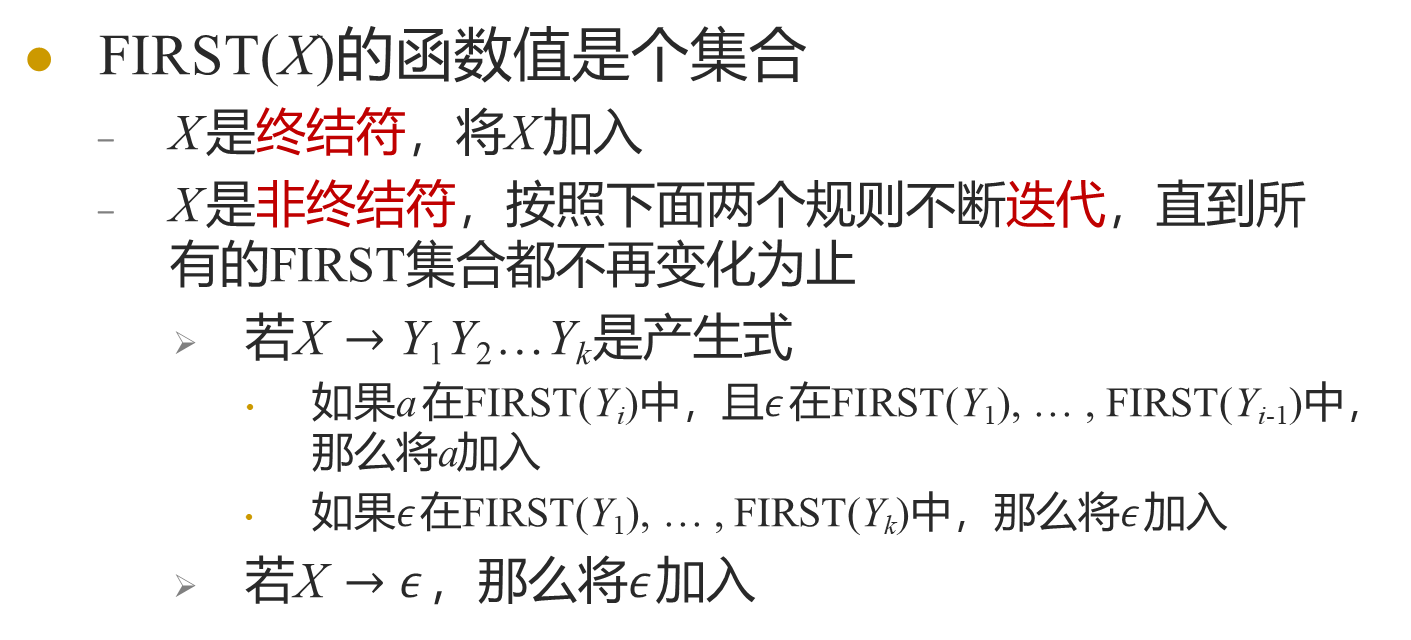 FIRST(X)的函数值是个集合
X是终结符，将X加入
X是非终结符，按照下面两个规则不断迭代，直到所
有的FIRST集合都不再变化为止
若X → Y₁Y₂…Yₖ是产生式
如果a在FIRST(Yᵢ)中，且ϵ在FIRST(Y₁), … , FIRST(Yᵢ₋₁)中，
那么将a加入
如果ϵ在FIRST(Y₁), … , FIRST(Yₖ)中，那么将ϵ加入
若X → ϵ，那么将ϵ加入